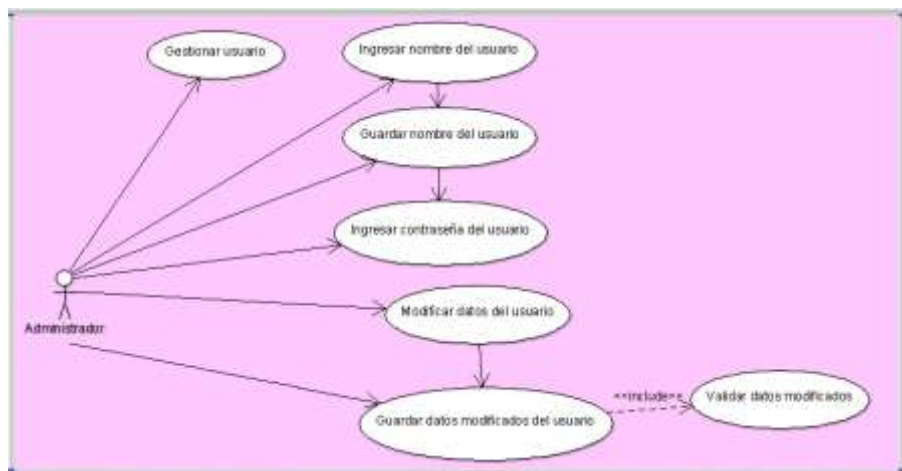 Gestionar usuario
Ingresar nombre del usuario
Guardar nombre del usuario
Ingresar contraseña del usuario
Administrador
Modificar datos del usuario
Guardar datos modificados del usuario
<<include>>
Validar datos modificados